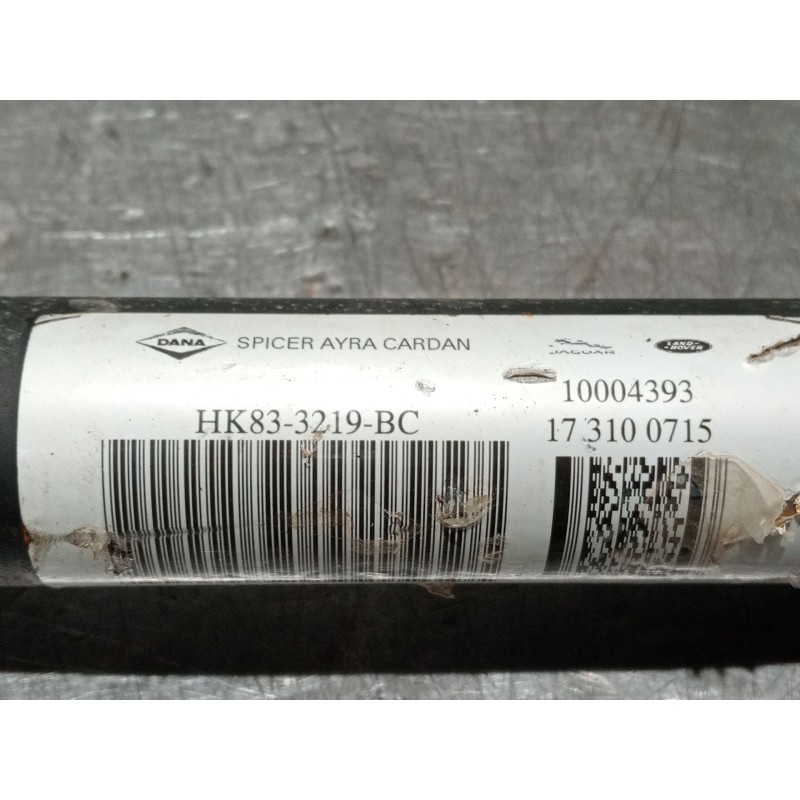 DANA SPICER AYRA CARDAN JAGUAR LAND-ROVER
10004393
HK83-3219-BC 17 310 0715